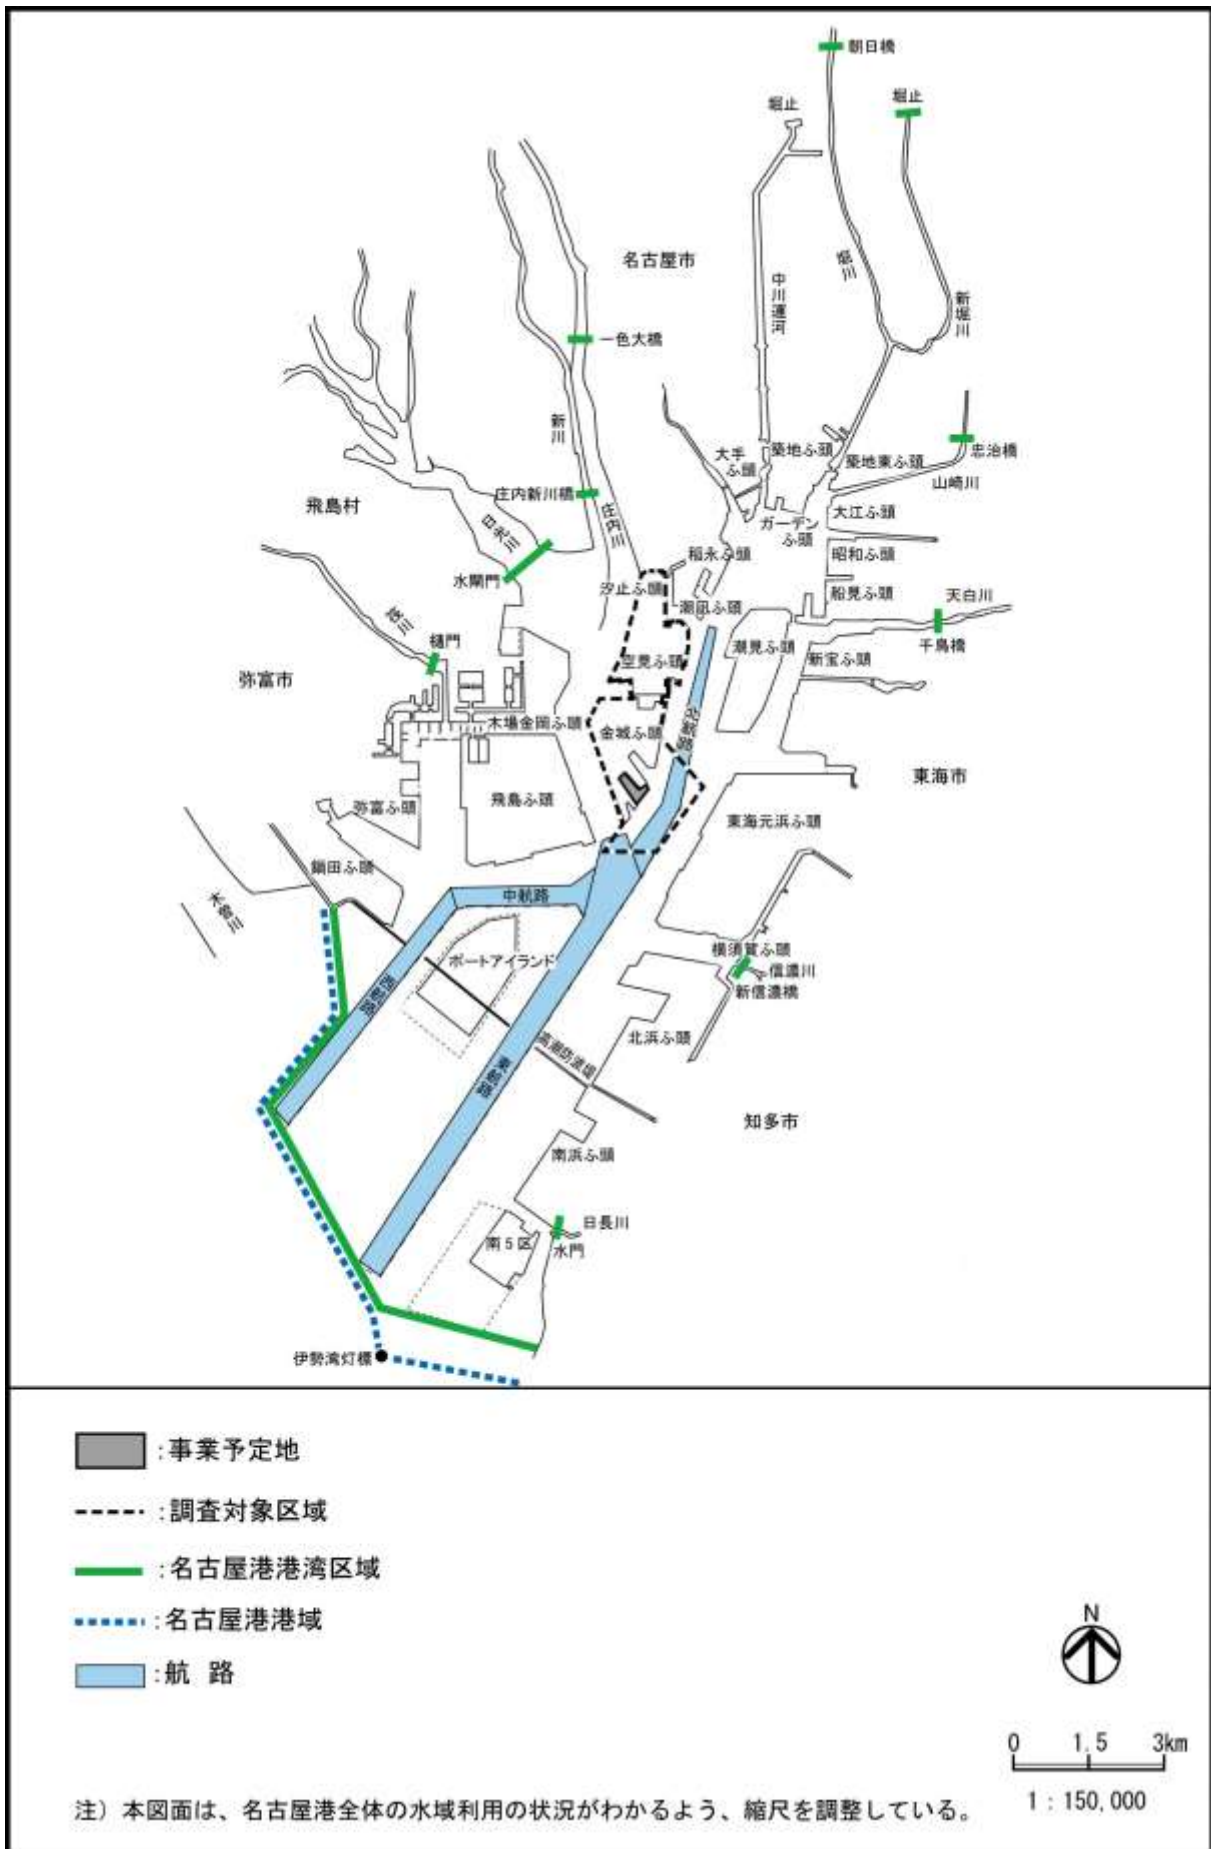 朝日橋
堀止
堀止
名古屋市
堀川
中川運河
新堀川
一色大橋
新川
大手ふ頭
築地ふ頭
築地東ふ頭
忠治橋
山崎川
庄内新川橋
庄内川
飛島村
日光川
ガーデンふ頭
大江ふ頭
稲永ふ頭
昭和ふ頭
水閘門
汐止ふ頭
船見ふ頭
天白川
潮凪ふ頭
筏川
樋門
潮見ふ頭
千鳥橋
空見ふ頭
新宝ふ頭
弥富市
木場金岡ふ頭
金城ふ頭
北航路
東海市
弥富ふ頭
飛島ふ頭
東海元浜ふ頭
鍋田ふ頭
中航路
木曽川
横須賀ふ頭
ポートアイランド
信濃川
西航路
新信濃橋
北浜ふ頭
高潮防波堤
東航路
知多市
南浜ふ頭
日長川
南5区
水門
伊勢湾灯標
:事業予定地
:調査対象区域
:名古屋港港湾区域
:名古屋港港域
:航 路
N
0 1.5 3km
1:150,000
注）本図面は、名古屋港全体の水域利用の状況がわかるよう、縮尺を調整している。